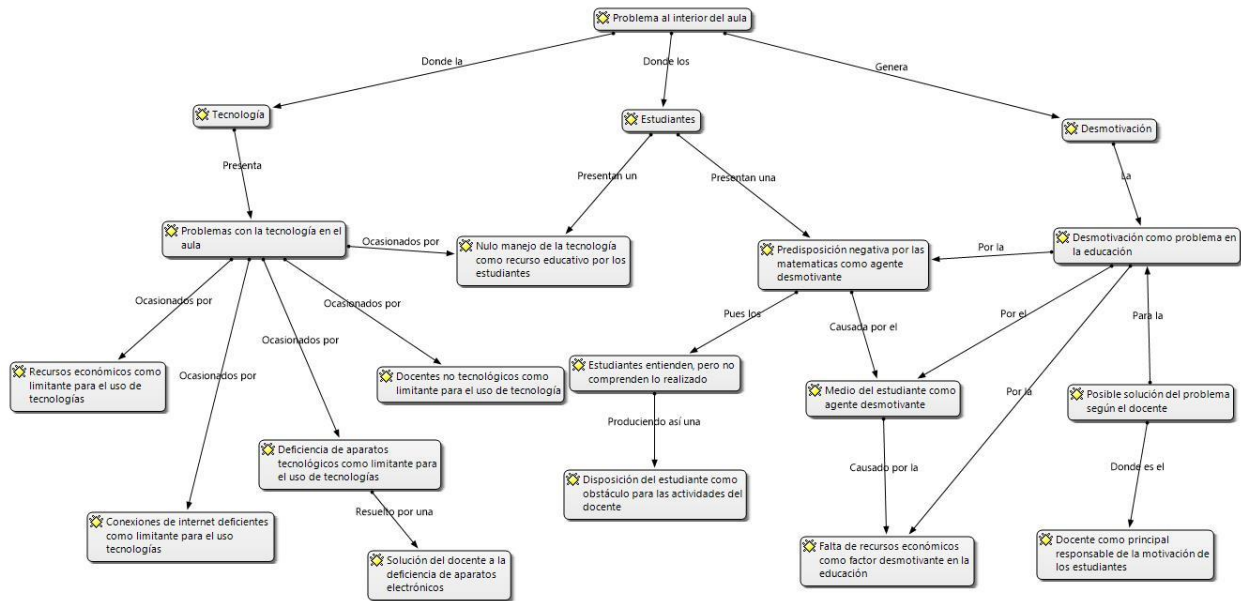 Problema al interior del aula
Donde la
Donde los
Genera
Tecnología
Estudiantes
Desmotivación
Presenta
Presentan un
Presentan una
La
Problemas con la tecnología en el
aula
Ocasionados por
Nulo manejo de la tecnología
como recurso educativo por los
estudiantes
Predisposición negativa por las
matematicas como agente
desmotivante
Por la
Desmotivación como problema en
la educación
Ocasionados por
Ocasionados por
Ocasionados por
Ocasionados por
Pues los
Causada por el
Por el
Para la
Recursos económicos como
limitante para el uso de
tecnologías
Docentes no tecnológicos como
limitante para el uso de tecnología
Estudiantes entienden, pero no
comprenden lo realizado
Medio del estudiante como
agente desmotivante
Por la
Posible solución del problema
según el docente
Produciendo así una
Deficiencia de aparatos
tecnológicos como limitante para
el uso de tecnologías
Causado por la
Donde es el
Disposición del estudiante como
obstáculo para las actividades del
docente
Conexiones de internet deficientes
como limitante para el uso
tecnologías
Resuelto por una
Solución del docente a la
deficiencia de aparatos
electrónicos
Falta de recursos económicos
como factor desmotivante en la
educación
Docente como principal
responsable de la motivación de
los estudiantes